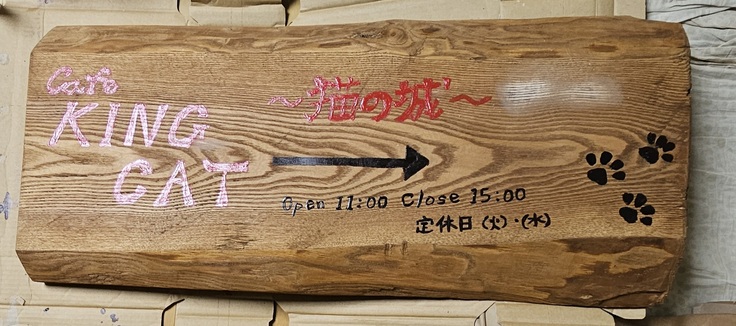 Cafe
KING
CAT
～猫の城～
Open 11:00 Close 15:00
定休日(火)・(水)